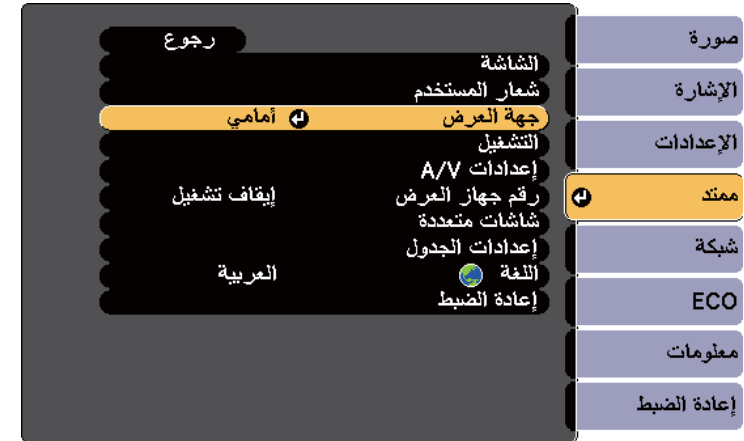 صورة
الإشارة
الإعدادات
ممتد
شبكة
ECO
معلومات
إعادة الضبط
رجوع
الشاشة
شعار المستخدم
جهة العرض أمامي
التشغيل
إعدادات A/V
رقم جهاز العرض إيقاف تشغيل
شاشات متعددة
إعدادات الجدول
اللغة العربية
إعادة الضبط